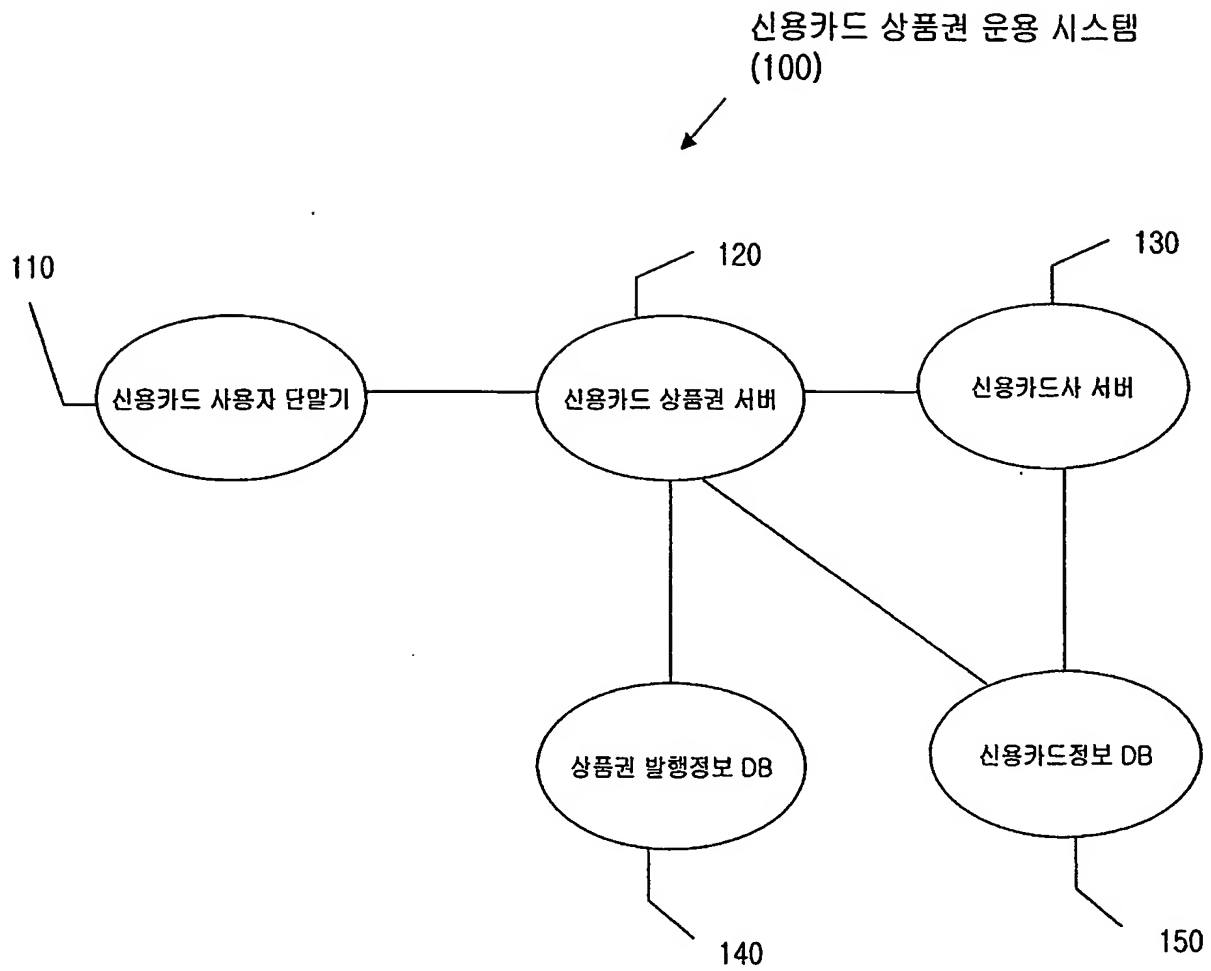 신용카드 상품권 운용 시스템
(100)
110
120
130
신용카드 사용자 단말기
신용카드 상품권 서버
신용카드사 서버
상품권 발행정보 DB
신용카드정보 DB
140
150